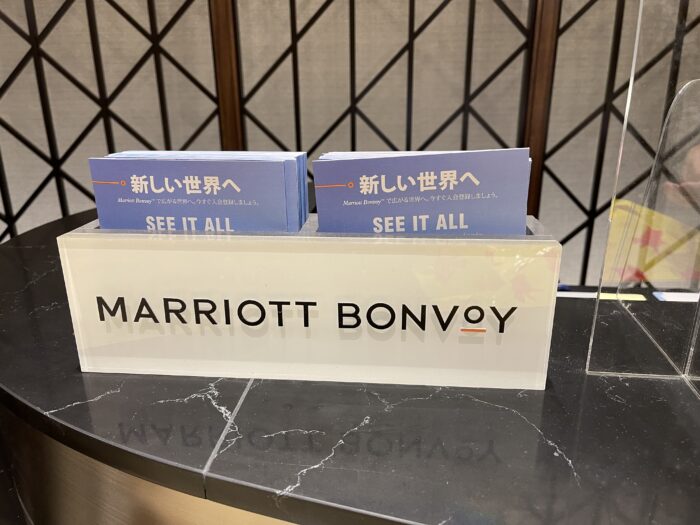 新しい世界へ
Marriott Bonvoy™ で広がる世界へ。今すぐ入会登録しましょう。
SEE IT ALL
新しい世界へ
Marriott Bonvoy™ で広がる世界へ。今すぐ入会登録しましょう。
SEE IT ALL
MARRIOTT BONVOY